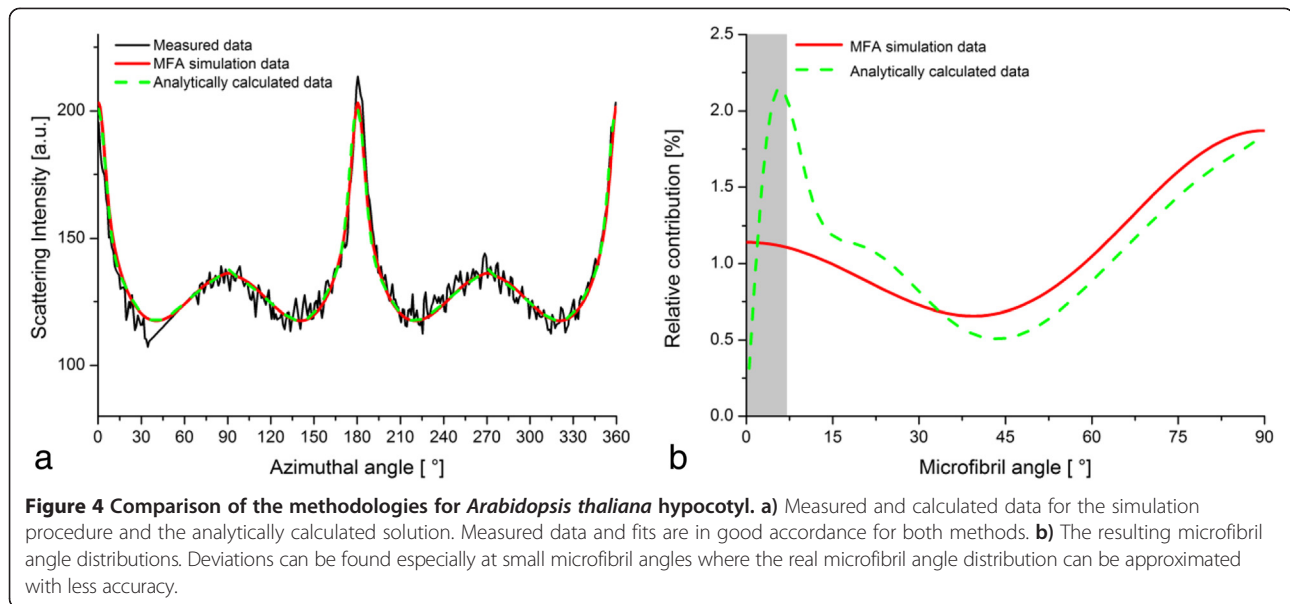 Measured data
MFA simulation data
Analytically calculated data
200
150
100
Scattering Intensity [a.u.]
0 30 60 90 120 150 180 210 240 270 300 330 360
Azimuthal angle [ °]
a
MFA simulation data
Analytically calculated data
2.5
2.0
1.5
1.0
0.5
0.0
Relative contribution [%]
0 15 30 45 60 75 90
Microfibril angle [ °]
b
Figure 4 Comparison of the methodologies for Arabidopsis thaliana hypocotyl. a) Measured and calculated data for the simulation
procedure and the analytically calculated solution. Measured data and fits are in good accordance for both methods. b) The resulting microfibril
angle distributions. Deviations can be found especially at small microfibril angles where the real microfibril angle distribution can be approximated
with less accuracy.